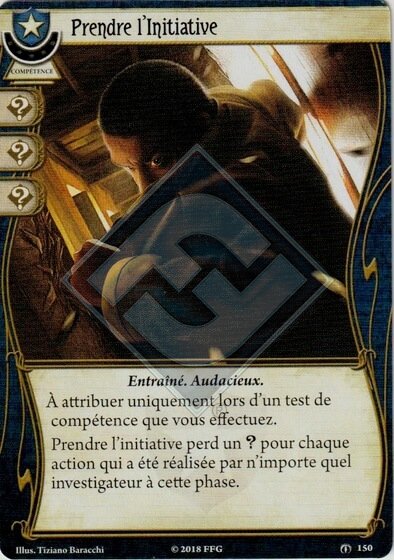 Prendre l'Initiative
COMPÉTENCE
?
?
?
Entraîné. Audacieux.
À attribuer uniquement lors d'un test de
compétence que vous effectuez.
Prendre l'initiative perd un ? pour chaque
action qui a été réalisée par n'importe quel
investigateur à cette phase.
Illus. Tiziano Baracchi © 2018 FFG 150